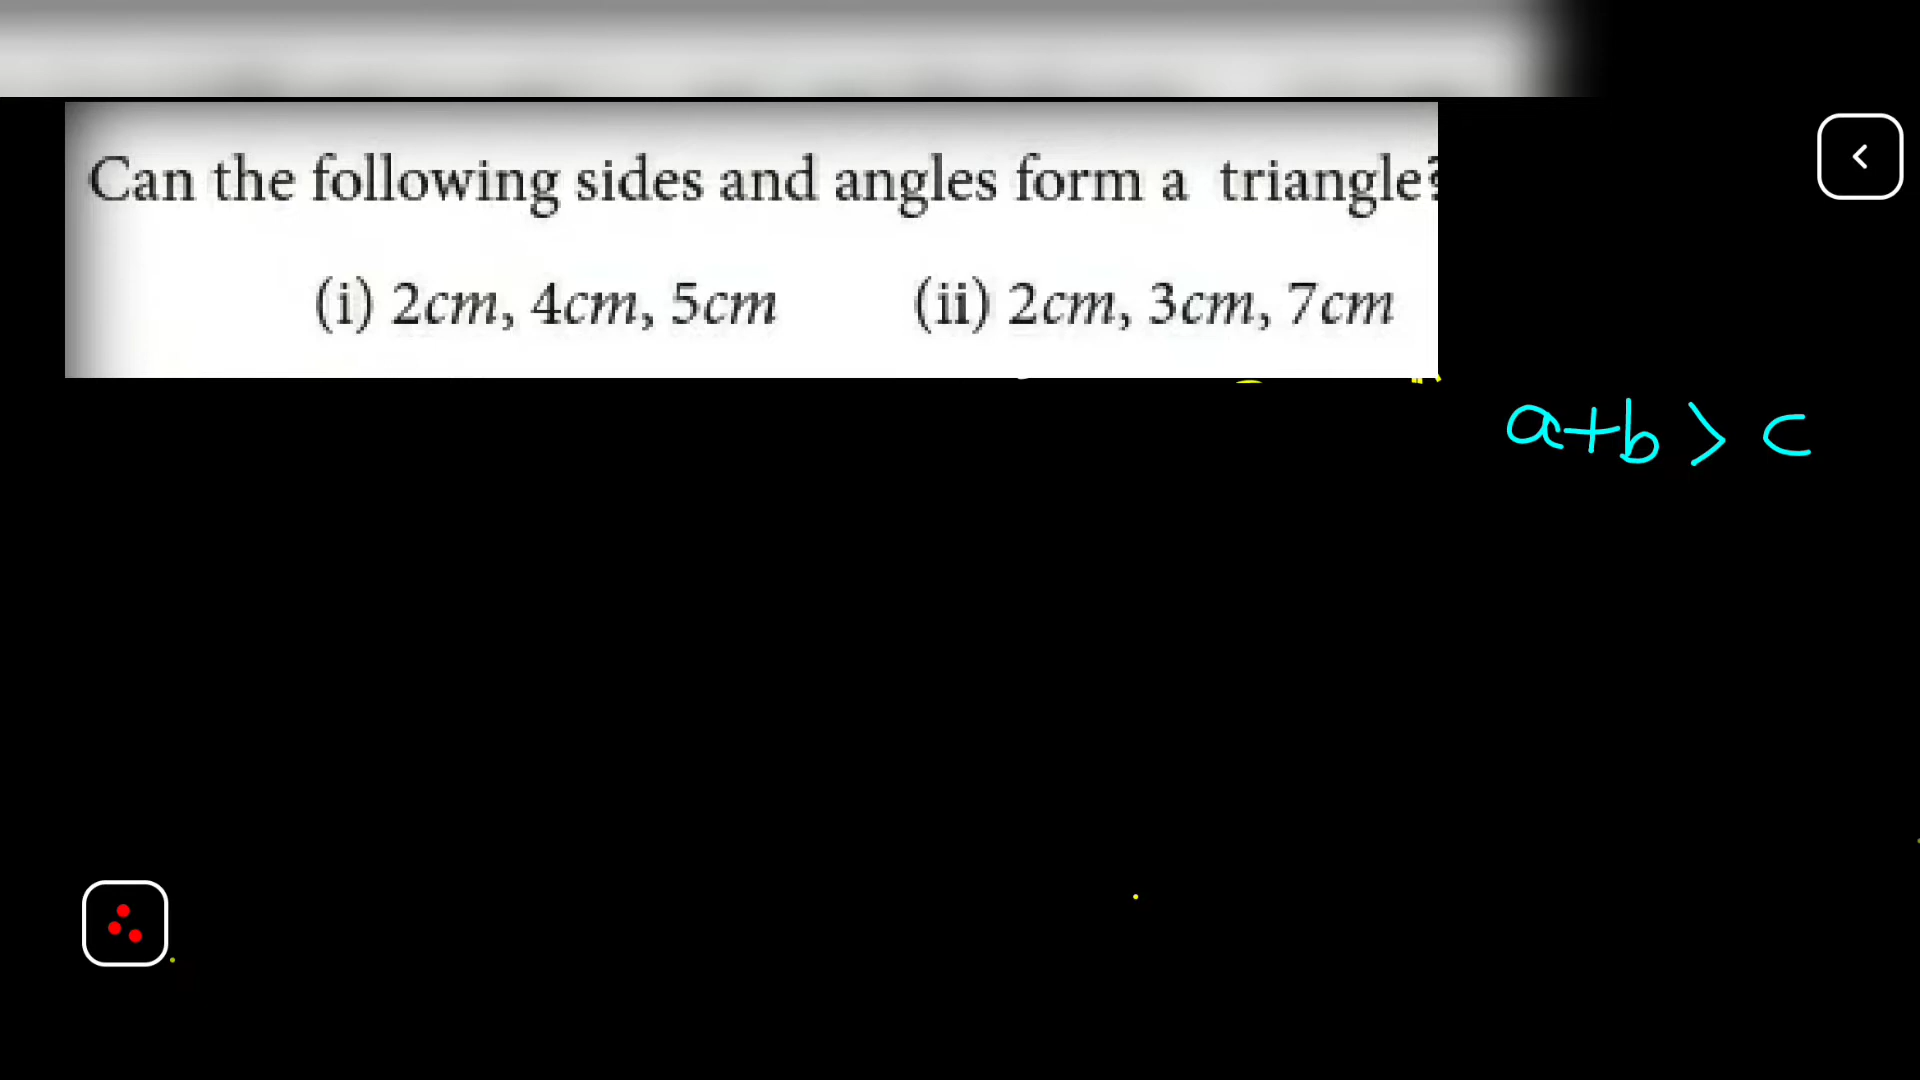 Can the following sides and angles form a triangle?
(i) 2cm, 4cm, 5cm (ii) 2cm, 3cm, 7cm
a+b > c